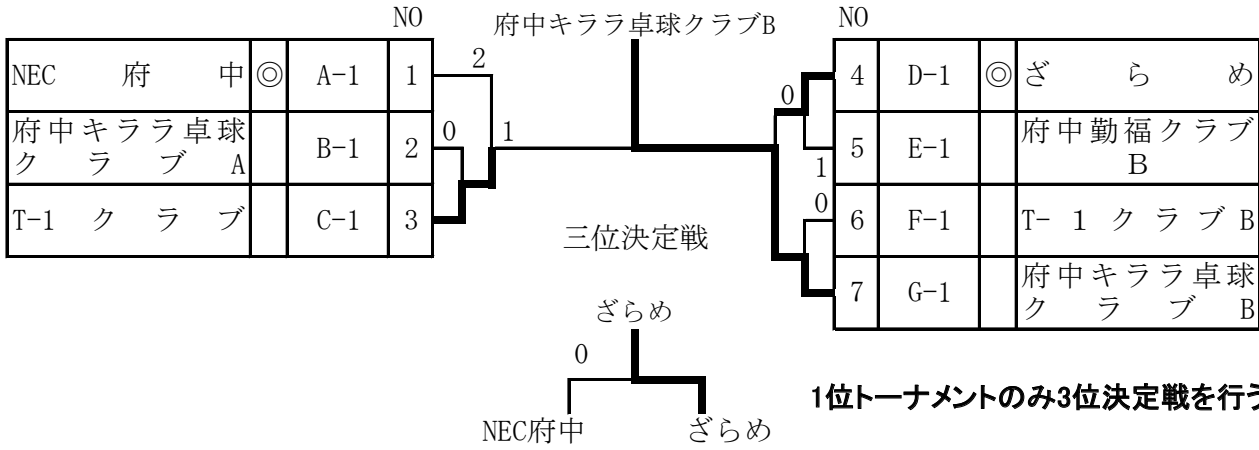 NO 府中キララ卓球クラブB NO
NEC 府中 ◎ A-1 1 2
府中キララ卓球
クラブA B-1 2 0 1
T-1クラブ C-1 3
0 4 D-1 ◎ ざらめ
1 5 E-1 府中勤福クラブ
B
0 6 F-1 T-1クラブB
7 G-1 府中キララ卓球
クラブB
三位決定戦
ざらめ
0
NEC府中 ざらめ
1位トーナメントのみ3位決定戦を行う